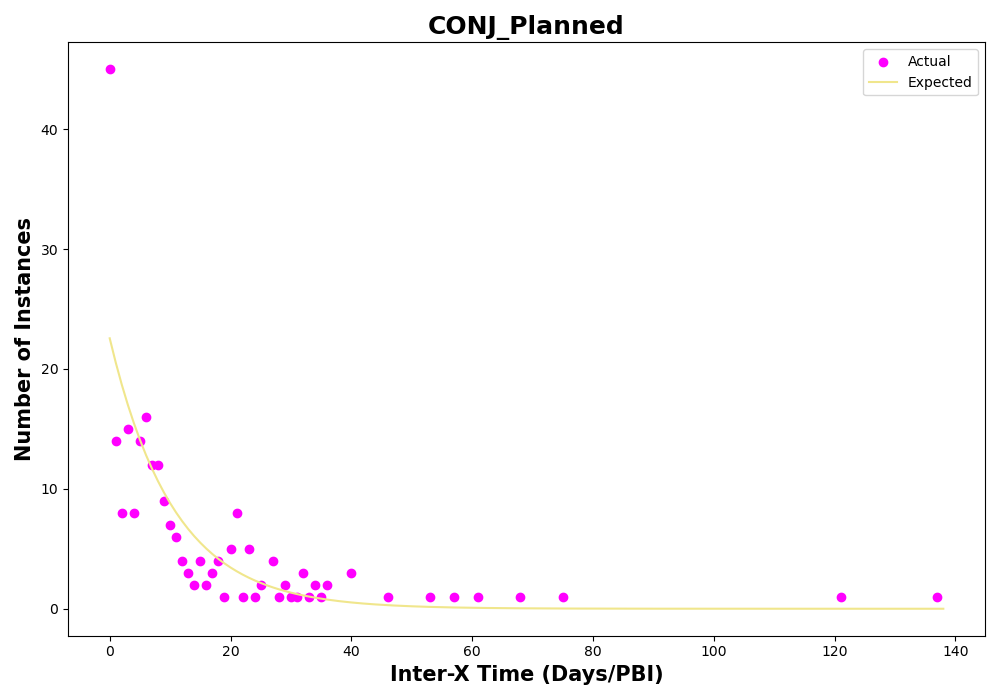 CONJ_Planned
Actual
Expected
Number of Instances
40
30
20
10
0
0 20 40 60 80 100 120 140
Inter-X Time (Days/PBI)